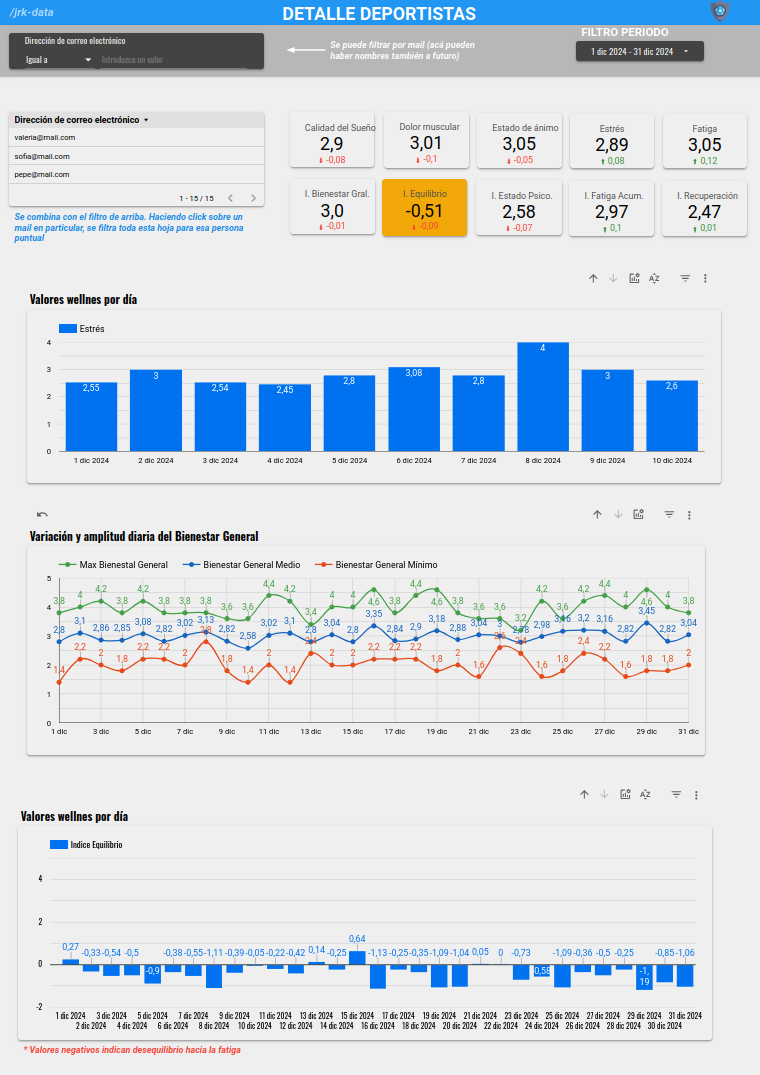 /jrk-data
DETALLE DEPORTISTAS
Dirección de correo electrónico
Igual a
Introduzca un valor
Se puede filtrar por mail (acá pueden
haber nombres también a futuro)
FILTRO PERIODO
1 dic 2024 - 31 dic 2024
Dirección de correo electrónico
valeria@mail.com
sofia@mail.com
pepe@mail.com
1 - 15 / 15
Se combina con el filtro de arriba. Haciendo click sobre un
mail en particular, se filtra toda esta hoja para esa persona
puntual
Calidad del Sueño
2,9
-0,08
Dolor muscular
3,01
-0,1
Estado de ánimo
3,05
-0,05
Estrés
2,89
0,08
Fatiga
3,05
0,12
I. Bienestar Gral.
3,0
-0,01
I. Equilibrio
-0,51
-0,09
I. Estado Psico.
2,58
-0,07
I. Fatiga Acum.
2,97
0,1
I. Recuperación
2,47
0,01
Valores wellnes por día
Estrés
4
3
2
1
0
2,55 3 2,54 2,45 2,8 3,08 2,8 4 3 2,6
1 dic 2024 2 dic 2024 3 dic 2024 4 dic 2024 5 dic 2024 6 dic 2024 7 dic 2024 8 dic 2024 9 dic 2024 10 dic 2024
Variación y amplitud diaria del Bienestar General
Max Bienestal General Bienestar General Medio Bienestar General Mínimo
5
4
3
2
1
0
3,8 4 4,2 3,8 4,2 3,8 3,8 3,8 3,6 3,6 4,4 4,2 3,4 4 4 4,6 3,8 4,4 4,6 3,8 3,6 3,6 3,2 4,2 3,6 4,2 4,4 4 4,6 4 3,8
2,8 3,1 2,86 2,85 3,08 2,82 3,02 3,13 2,82 2,58 3,02 3,1 2,8 3,04 2,8 3,35 2,84 2,9 3,18 2,88 3,04 3 2,78 2,98 3,16 3,2 3,16 2,82 3,45 2,82 3,04
1,4 2,2 2 1,8 2,2 2,2 2 2,8 1,8 1,4 2 1,4 2,4 2 2 2,2 2,2 2,2 1,8 2 1,6 2,6 2,4 1,6 1,8 2,4 2,2 1,6 1,8 1,8 2
1 dic 3 dic 5 dic 7 dic 9 dic 11 dic 13 dic 15 dic 17 dic 19 dic 21 dic 23 dic 25 dic 27 dic 29 dic 31 dic
Valores wellnes por día
Indice Equilibrio
4
2
0
-2
0,27 -0,33 -0,54 -0,5 -0,9 -0,38 -0,55 -1,11 -0,39 -0,05 -0,22 -0,42 0,14 -0,25 0,64 -1,13 -0,25 -0,35 -1,09 -1,04 0,05 0 -0,73 -0,58 -1,09 -0,36 -0,5 -0,25 -1,19 -0,85 -1,06
1 dic 2024 3 dic 2024 5 dic 2024 7 dic 2024 9 dic 2024 11 dic 2024 13 dic 2024 15 dic 2024 17 dic 2024 19 dic 2024 21 dic 2024 23 dic 2024 25 dic 2024 27 dic 2024 29 dic 2024 31 dic 2024
2 dic 2024 4 dic 2024 6 dic 2024 8 dic 2024 10 dic 2024 12 dic 2024 14 dic 2024 16 dic 2024 18 dic 2024 20 dic 2024 22 dic 2024 24 dic 2024 26 dic 2024 28 dic 2024 30 dic 2024
* Valores negativos indican desequilibrio hacia la fatiga